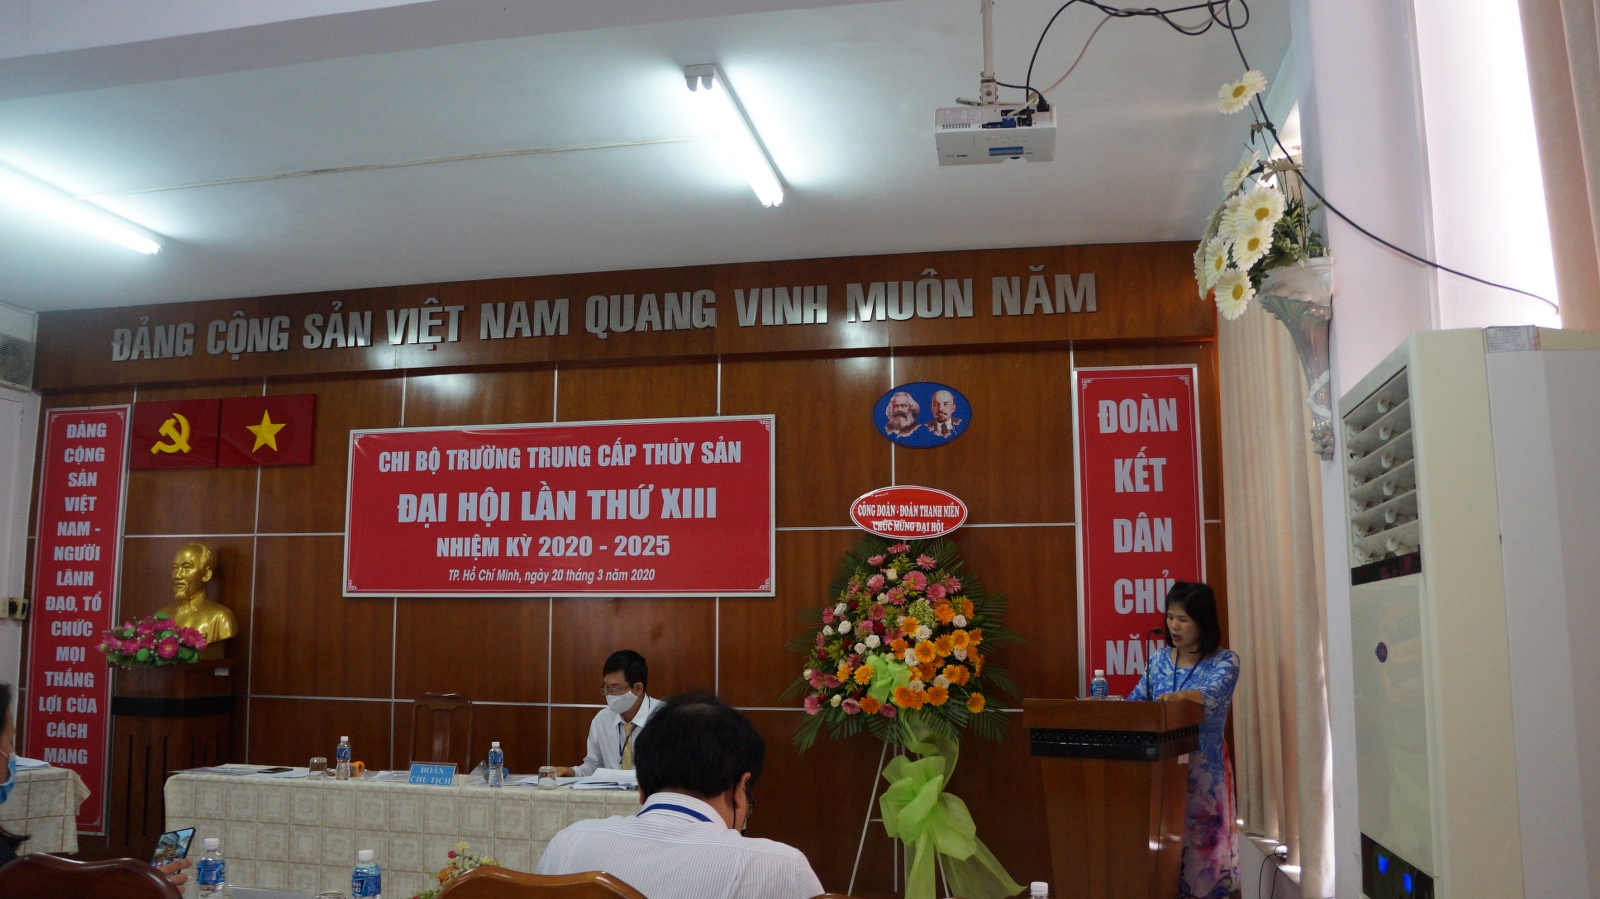 ĐẢNG CỘNG SẢN VIỆT NAM QUANG VINH MUÔN NĂM
ĐẢNG
CỘNG
SẢN
VIỆT
NAM -
NGƯỜI
LÃNH
ĐẠO, TỔ
CHỨC
MỌI
THẮNG
LỢI CỦA
CÁCH
MẠNG
CHI BỘ TRƯỜNG TRUNG CẤP THỦY SẢN
ĐẠI HỘI LẦN THỨ XIII
NHIỆM KỲ 2020 - 2025
TP. Hồ Chí Minh, ngày 20 tháng 3 năm 2020
CÔNG ĐOÀN - ĐOÀN THANH NIÊN
CHÚC MỪNG ĐẠI HỘI
ĐOÀN
KẾT
DÂN
CHỦ
NĂNG
ĐOÀN
CHỦ TỊCH